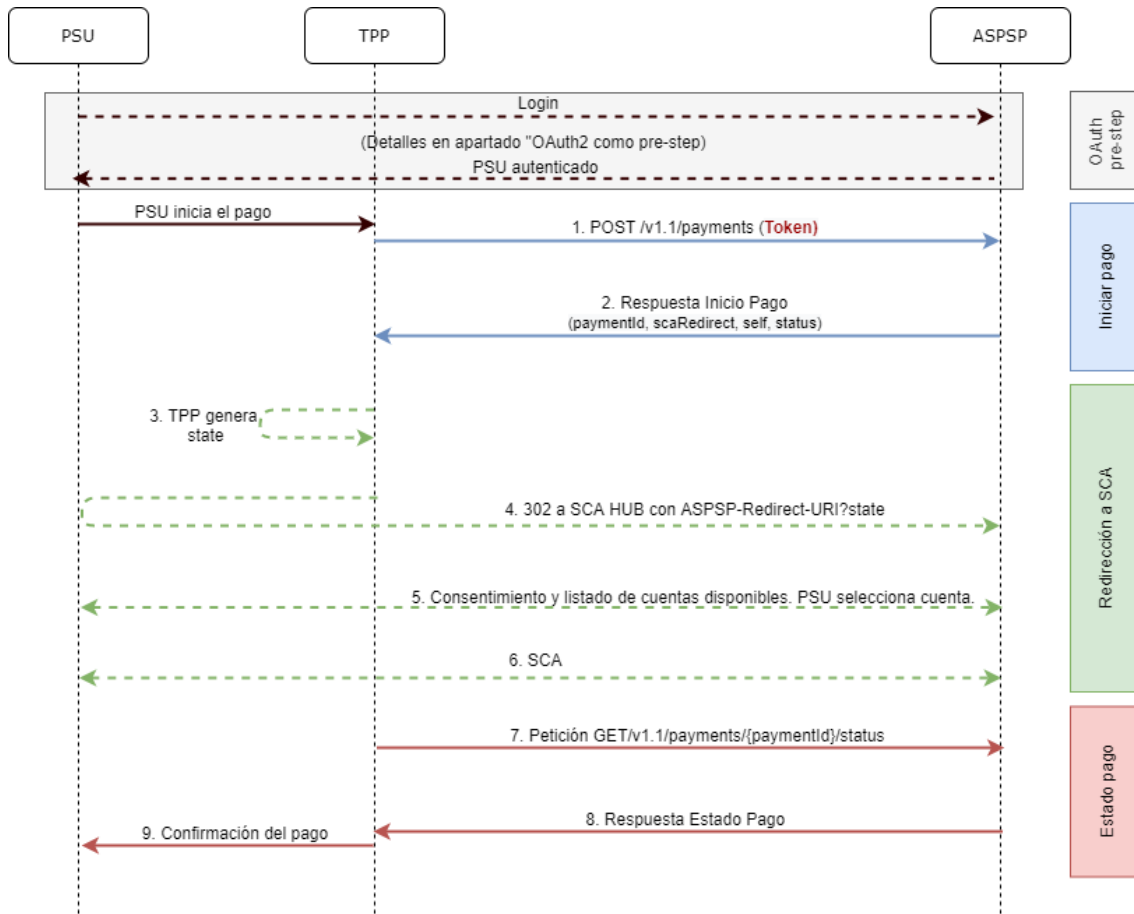 PSU
TPP
ASPSP
Login
(Detalles en apartado "OAuth2 como pre-step)
PSU autenticado
OAuth
pre-step
PSU inicia el pago
1. POST /v1.1/payments (Token)
2. Respuesta Inicio Pago
(paymentId, scaRedirect, self, status)
Iniciar pago
3. TPP genera
state
4. 302 a SCA HUB con ASPSP-Redirect-URI?state
5. Consentimiento y listado de cuentas disponibles. PSU selecciona cuenta.
6. SCA
Redirección a SCA
7. Petición GET/v1.1/payments/{paymentId}/status
8. Respuesta Estado Pago
9. Confirmación del pago
Estado pago